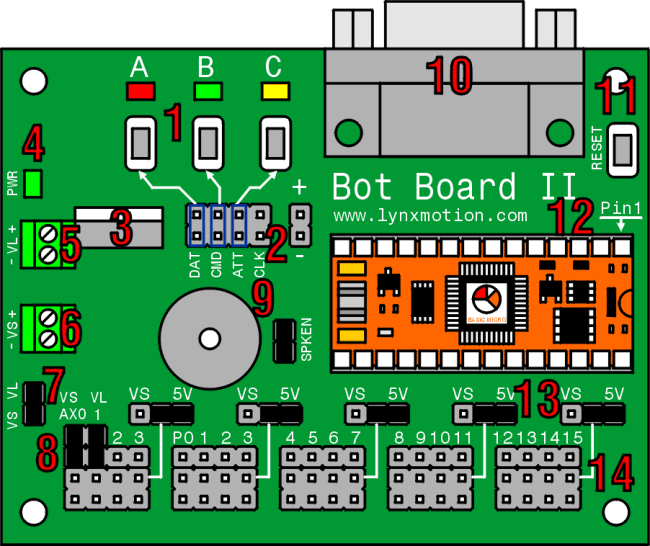 A B C
10
11
1
4
PWR
RESET
+
Bot Board II
www.lynxmotion.com
12
Pin1
3
- VL +
5
2
DAT CMD ATT CLK
-
- VS +
6
9
SPKEN
BASIC MICRO
7
VS VL
VS VL
AX0 1
VS 5V
VS 5V
VS 5V
VS 5V
13
VS 5V
8
2 3
P0 1 2 3
4 5 6 7
8 9 10 11
12 13 14 15
14